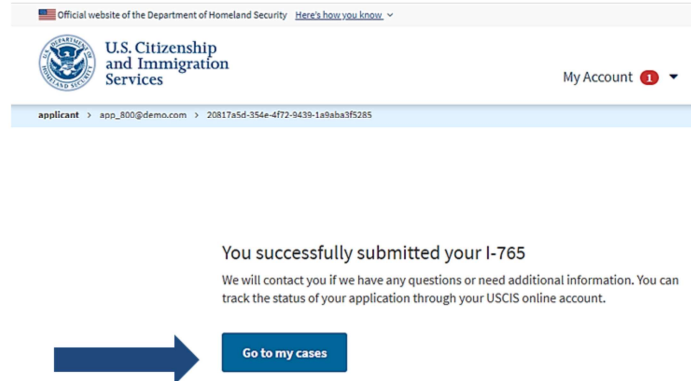 Official website of the Department of Homeland Security Here's how you know
U.S. Citizenship
and Immigration
Services
My Account 1
applicant > app_800@demo.com > 20817a5d-354e-4f72-9439-1a9aba3f5285
You successfully submitted your I-765
We will contact you if we have any questions or need additional information. You can
track the status of your application through your USCIS online account.
Go to my cases